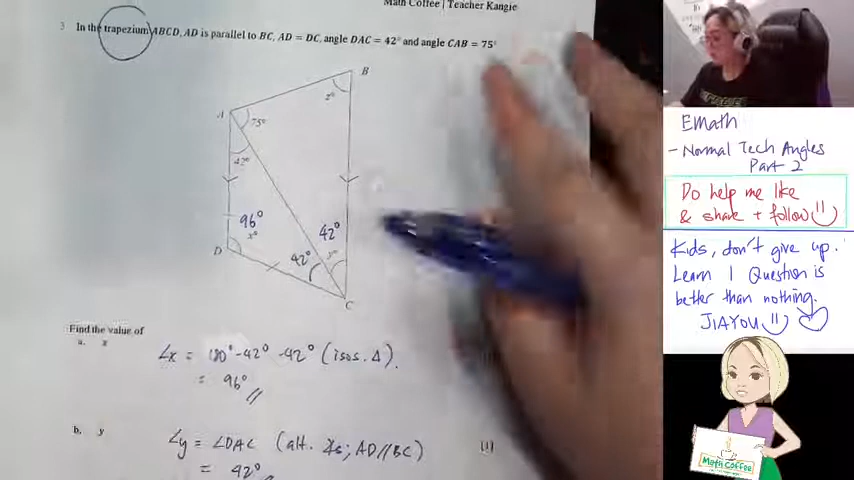 Math Coffee | Teacher Kangie
3 In the trapezium ABCD, AD is parallel to BC, AD = DC, angle DAC = 42° and angle CAB = 75°
B
z°
A
75°
42°
96°
x°
42°
D
42°
y°
C
Find the value of
a. x
∠x = 180° -42° -42° (isos. Δ).
= 96° //
b. y
∠y = ∠DAC (alt. ∠s; AD//BC)
[1]
= 42° //
EMath
- Normal Tech Angles
Part 2
Do help me like
& share + follow
Kids, don't give up.
Learn 1 Question is
better than nothing.
JIAYOU
Math Coffee